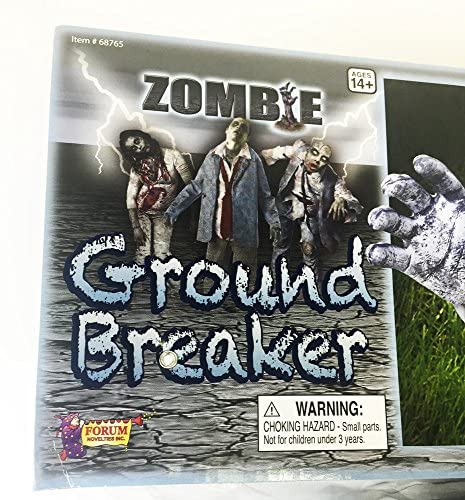 Item # 68765
AGES
14+
ZOMBIE
Ground
Breaker
WARNING:
CHOKING HAZARD - Small parts.
Not for children under 3 years.
FORUM
NOVELTIES INC.